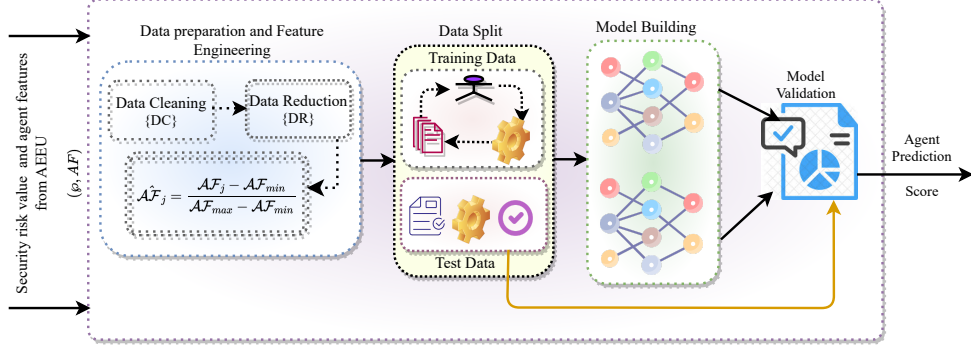 Security risk value and agent features
from AEEU
(℘, AF)
Data preparation and Feature
Engineering
Data Cleaning
{DC}
Data Reduction
{DR}
𝒜ℱ̂_j = (𝒜ℱ_j − 𝒜ℱ_min) / (𝒜ℱ_max − 𝒜ℱ_min)
Data Split
Training Data
Test Data
Model Building
Model
Validation
Agent
Prediction
Score